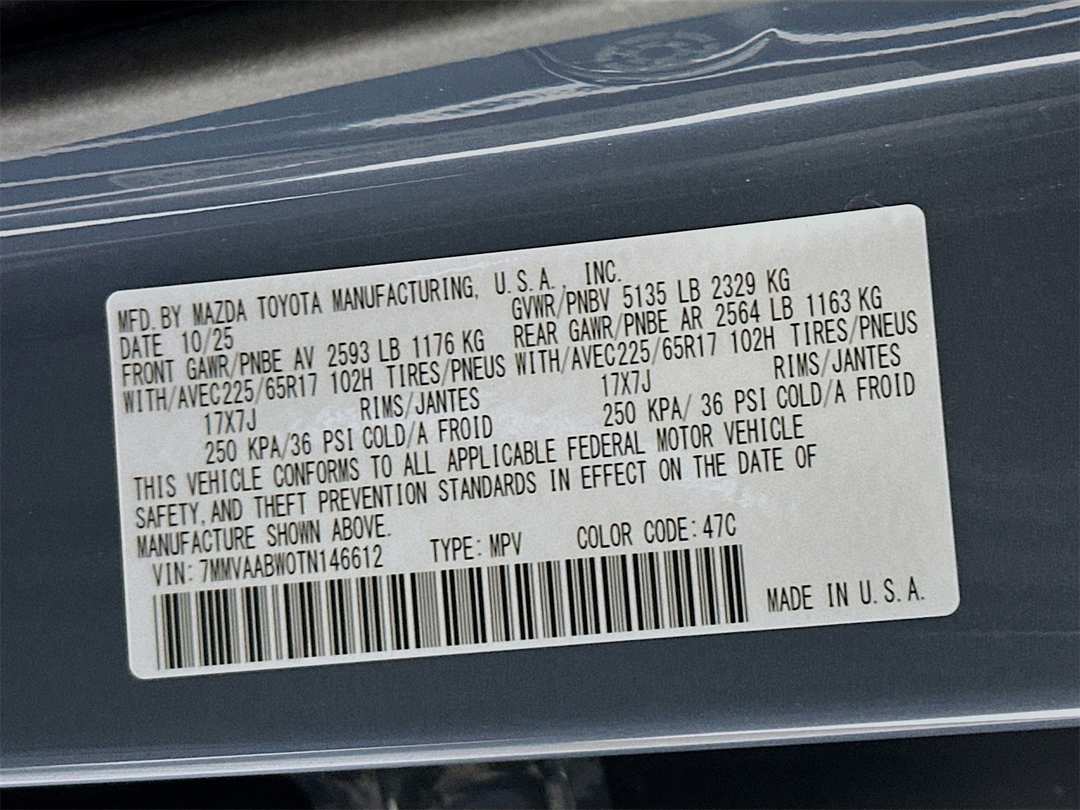 MFD. BY MAZDA TOYOTA MANUFACTURING, U.S.A., INC.
DATE 10/25 GVWR/PNBV 5135 LB 2329 KG
FRONT GAWR/PNBE AV 2593 LB 1176 KG REAR GAWR/PNBE AR 2564 LB 1163 KG
WITH/AVEC225/65R17 102H TIRES/PNEUS WITH/AVEC225/65R17 102H TIRES/PNEUS
17X7J RIMS/JANTES 17X7J RIMS/JANTES
250 KPA/36 PSI COLD/A FROID 250 KPA/ 36 PSI COLD/A FROID
THIS VEHICLE CONFORMS TO ALL APPLICABLE FEDERAL MOTOR VEHICLE
SAFETY, AND THEFT PREVENTION STANDARDS IN EFFECT ON THE DATE OF
MANUFACTURE SHOWN ABOVE.
VIN: 7MMVAABW0TN146612 TYPE: MPV COLOR CODE: 47C
MADE IN U.S.A.